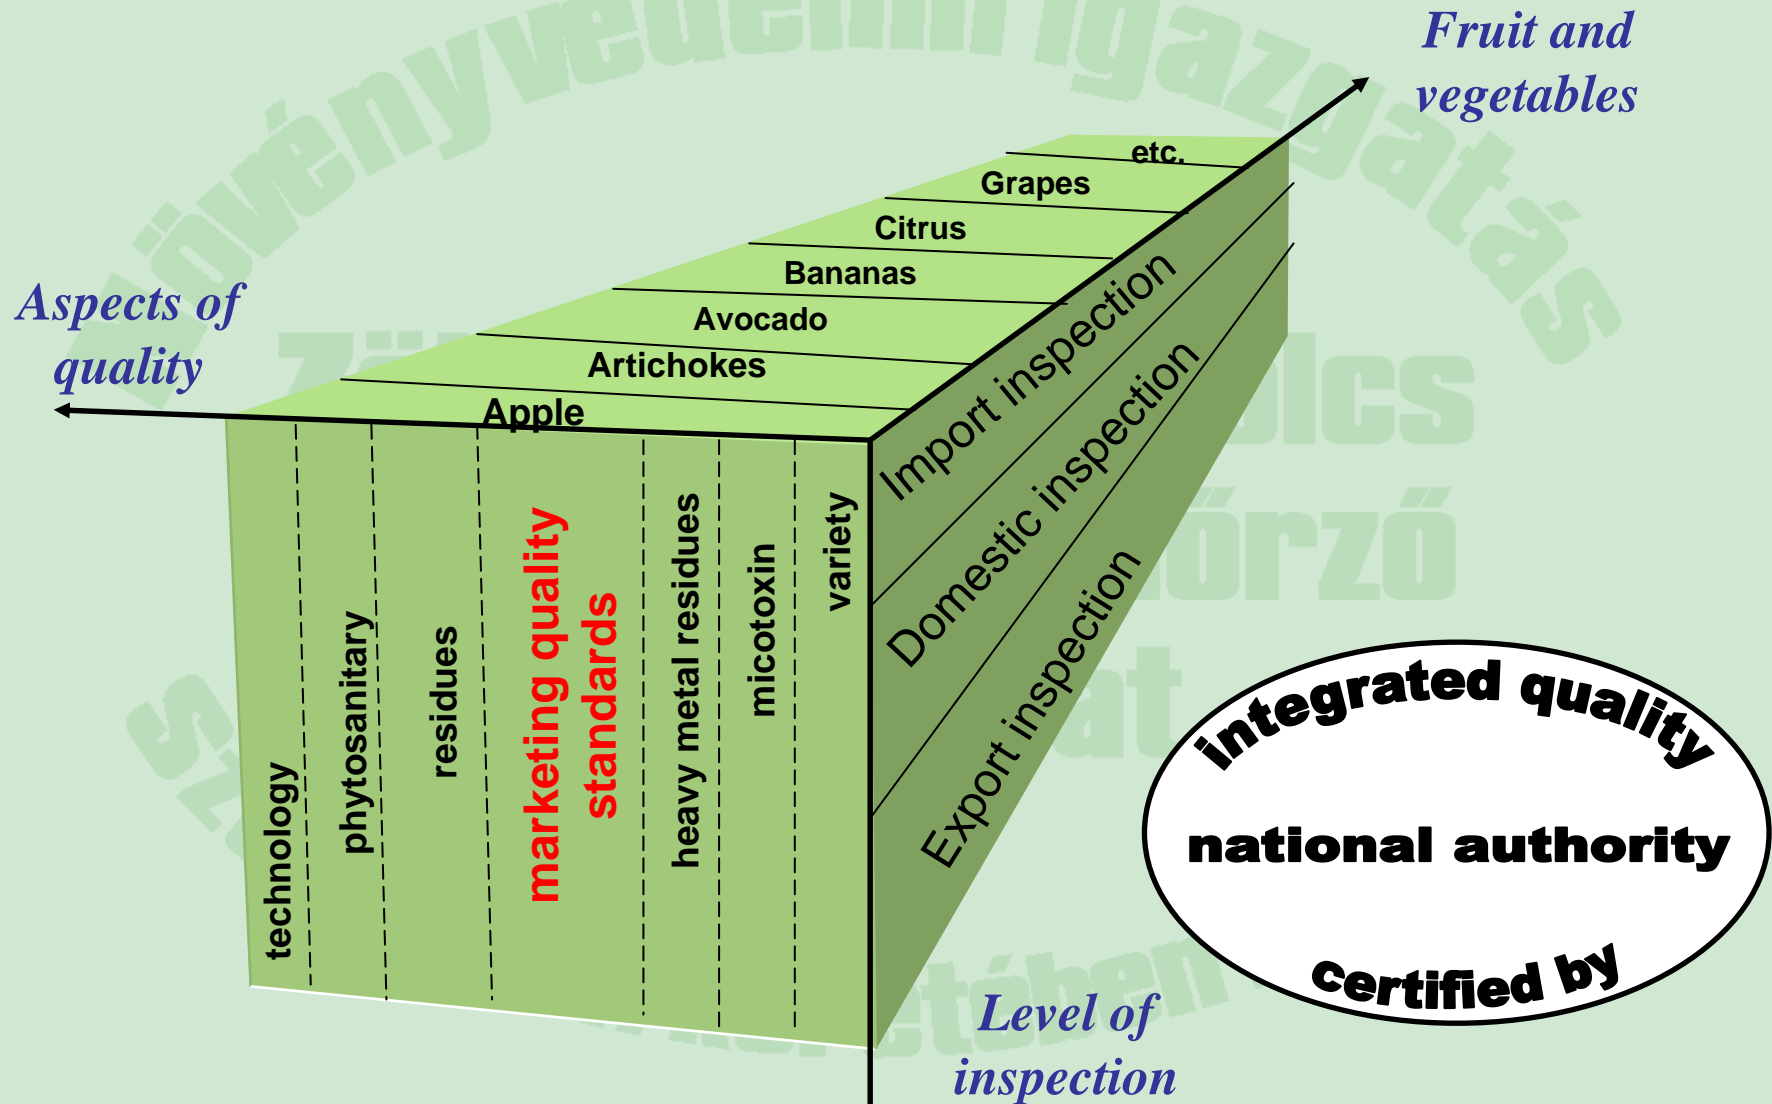 Növényvédelmi Igazgatás
Fruit and
vegetables
etc.
Grapes
Citrus
Bananas
Avocado
Artichokes
Apple
Aspects of
quality
technology
phytosanitary
residues
marketing quality
standards
heavy metal residues
micotoxin
variety
Import inspection
Domestic inspection
Export inspection
Level of
inspection
integrated quality
national authority
certified by